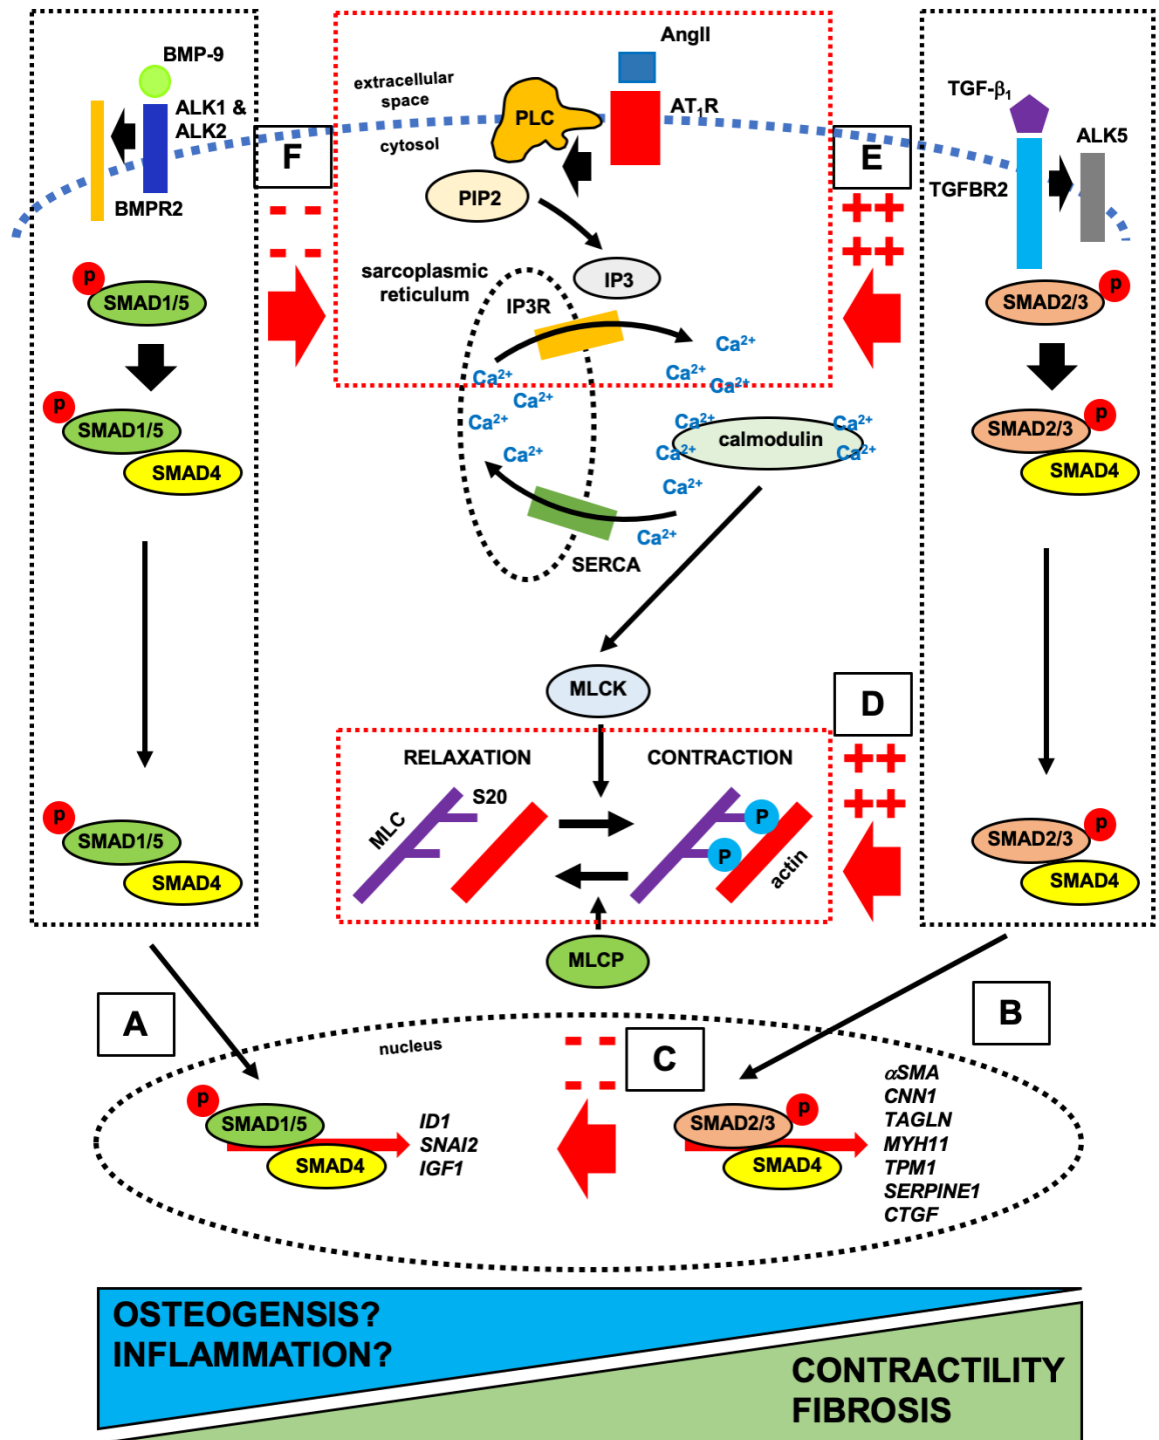 BMP-9
ALK1 &
ALK2
BMPR2
F
- -
- -
P
SMAD1/5
P
SMAD1/5
SMAD4
P
SMAD1/5
SMAD4
AngII
extracellular
space
cytosol
PLC
AT₁R
PIP2
IP3
sarcoplasmic
reticulum
IP3R
Ca²⁺
Ca²⁺
Ca²⁺
Ca²⁺
Ca²⁺
Ca²⁺
Ca²⁺
Ca²⁺
Ca²⁺
calmodulin
Ca²⁺
Ca²⁺
Ca²⁺
Ca²⁺
SERCA
MLCK
RELAXATION
CONTRACTION
S20
MLC
P
P
actin
MLCP
E
++
++
D
++
++
TGF-β₁
ALK5
TGFBR2
P
SMAD2/3
P
SMAD2/3
SMAD4
P
SMAD2/3
SMAD4
A
B
nucleus
- -
- -
C
P
SMAD1/5
SMAD4
ID1
SNAI2
IGF1
P
SMAD2/3
SMAD4
αSMA
CNN1
TAGLN
MYH11
TPM1
SERPINE1
CTGF
OSTEOGENSIS?
INFLAMMATION?
CONTRACTILITY
FIBROSIS